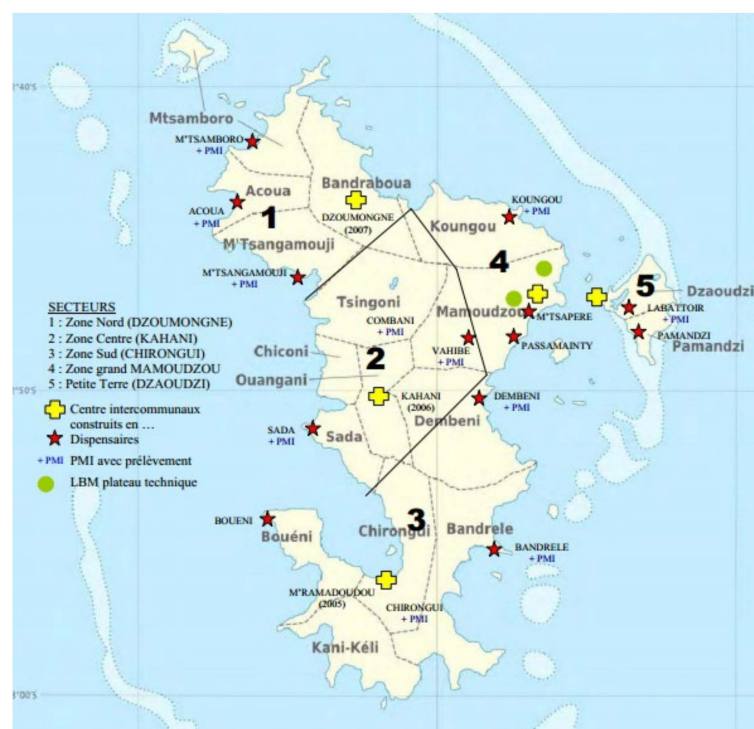 2°40'S
Mtsamboro
M'TSAMBORO
+ PMI
Acoua
ACOUA
+ PMI
1
Bandraboua
DZOUMONGNE
(2007)
M'Tsangamouji
M'TSANGAMOUJI
+ PMI
KOUNGOU
+ PMI
Koungou
4
5
Dzaoudzi
LABATTOIR
+ PMI
PAMANDZI
Pamandzi
Tsingoni
COMBANI
+ PMI
Mamoudzou
M'TSAPERE
PASSAMAINTY
VAHIBE
+ PMI
Chiconi
2
Ouangani
KAHANI
(2006)
DEMBENI
+ PMI
Dembeni
SADA
+ PMI
Sada
SECTEURS
1 : Zone Nord (DZOUMONGNE)
2 : Zone Centre (KAHANI)
3 : Zone Sud (CHIRONGUI)
4 : Zone grand MAMOUDZOU
5 : Petite Terre (DZAOUDZI)
Centre intercommunaux
construits en ...
Dispensaires
+ PMI PMI avec prélèvement
LBM plateau technique
2°50'S
BOUENI
Bouéni
3
Chirongui
Bandrele
BANDRELE
+ PMI
M'RAMADOUDOU
(2005)
CHIRONGUI
+ PMI
Kani-Kéli
3°00'S